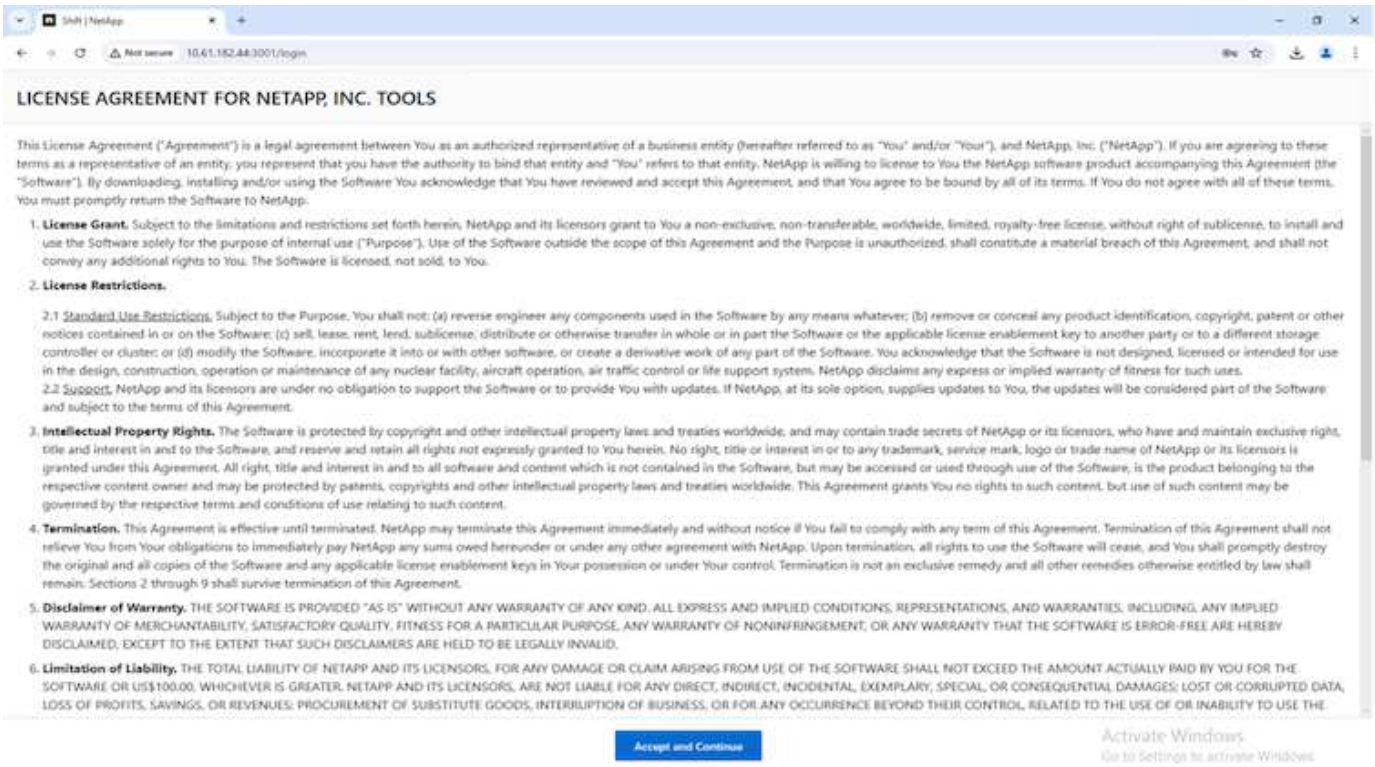 Shift | NetApp
Not secure 10.61.182.44:3001/login
LICENSE AGREEMENT FOR NETAPP, INC. TOOLS
This License Agreement ("Agreement") is a legal agreement between You as an authorized representative of a business entity (hereafter referred to as "You" and/or "Your"), and NetApp, Inc. ("NetApp"). If you are agreeing to these
terms as a representative of an entity, you represent that you have the authority to bind that entity and "You" refers to that entity. NetApp is willing to license to You the NetApp software product accompanying this Agreement (the
"Software"). By downloading, installing and/or using the Software You acknowledge that You have reviewed and accept this Agreement, and that You agree to be bound by all of its terms. If You do not agree with all of these terms,
You must promptly return the Software to NetApp.
1. License Grant. Subject to the limitations and restrictions set forth herein, NetApp and its licensors grant to You a non-exclusive, non-transferable, worldwide, limited, royalty-free license, without right of sublicense, to install and
use the Software solely for the purpose of internal use ("Purpose"). Use of the Software outside the scope of this Agreement and the Purpose is unauthorized, shall constitute a material breach of this Agreement, and shall not
convey any additional rights to You. The Software is licensed, not sold, to You.
2. License Restrictions.
2.1 Standard Use Restrictions. Subject to the Purpose, You shall not: (a) reverse engineer any components used in the Software by any means whatever; (b) remove or conceal any product identification, copyright, patent or other
notices contained in or on the Software; (c) sell, lease, rent, lend, sublicense, distribute or otherwise transfer in whole or in part the Software or the applicable license enablement key to another party or to a different storage
controller or cluster; or (d) modify the Software, incorporate it into or with other software, or create a derivative work of any part of the Software. You acknowledge that the Software is not designed, licensed or intended for use
in the design, construction, operation or maintenance of any nuclear facility, aircraft operation, air traffic control or life support system. NetApp disclaims any express or implied warranty of fitness for such uses.
2.2 Support. NetApp and its licensors are under no obligation to support the Software or to provide You with updates. If NetApp, at its sole option, supplies updates to You, the updates will be considered part of the Software
and subject to the terms of this Agreement.
3. Intellectual Property Rights. The Software is protected by copyright and other intellectual property laws and treaties worldwide, and may contain trade secrets of NetApp or its licensors, who have and maintain exclusive right,
title and interest in and to the Software, and reserve and retain all rights not expressly granted to You herein. No right, title or interest in or to any trademark, service mark, logo or trade name of NetApp or its licensors is
granted under this Agreement. All right, title and interest in and to all software and content which is not contained in the Software, but may be accessed or used through use of the Software, is the product belonging to the
respective content owner and may be protected by patents, copyrights and other intellectual property laws and treaties worldwide. This Agreement grants You no rights to such content, but use of such content may be
governed by the respective terms and conditions of use relating to such content.
4. Termination. This Agreement is effective until terminated. NetApp may terminate this Agreement immediately and without notice if You fail to comply with any term of this Agreement. Termination of this Agreement shall not
relieve You from Your obligations to immediately pay NetApp any sums owed hereunder or under any other agreement with NetApp. Upon termination, all rights to use the Software will cease, and You shall promptly destroy
the original and all copies of the Software and any applicable license enablement keys in Your possession or under Your control. Termination is not an exclusive remedy and all other remedies otherwise entitled by law shall
remain. Sections 2 through 9 shall survive termination of this Agreement.
5. Disclaimer of Warranty. THE SOFTWARE IS PROVIDED "AS IS" WITHOUT ANY WARRANTY OF ANY KIND. ALL EXPRESS AND IMPLIED CONDITIONS, REPRESENTATIONS, AND WARRANTIES, INCLUDING, ANY IMPLIED
WARRANTY OF MERCHANTABILITY, SATISFACTORY QUALITY, FITNESS FOR A PARTICULAR PURPOSE, ANY WARRANTY OF NONINFRINGEMENT, OR ANY WARRANTY THAT THE SOFTWARE IS ERROR-FREE ARE HEREBY
DISCLAIMED, EXCEPT TO THE EXTENT THAT SUCH DISCLAIMERS ARE HELD TO BE LEGALLY INVALID.
6. Limitation of Liability. THE TOTAL LIABILITY OF NETAPP AND ITS LICENSORS, FOR ANY DAMAGE OR CLAIM ARISING FROM USE OF THE SOFTWARE SHALL NOT EXCEED THE AMOUNT ACTUALLY PAID BY YOU FOR THE
SOFTWARE OR US$100.00, WHICHEVER IS GREATER. NETAPP AND ITS LICENSORS, ARE NOT LIABLE FOR ANY DIRECT, INDIRECT, INCIDENTAL, EXEMPLARY, SPECIAL, OR CONSEQUENTIAL DAMAGES; LOST OR CORRUPTED DATA,
LOSS OF PROFITS, SAVINGS, OR REVENUES; PROCUREMENT OF SUBSTITUTE GOODS, INTERRUPTION OF BUSINESS, OR FOR ANY OCCURRENCE BEYOND THEIR CONTROL, RELATED TO THE USE OF OR INABILITY TO USE THE
Accept and Continue
Activate Windows
Go to Settings to activate Windows.